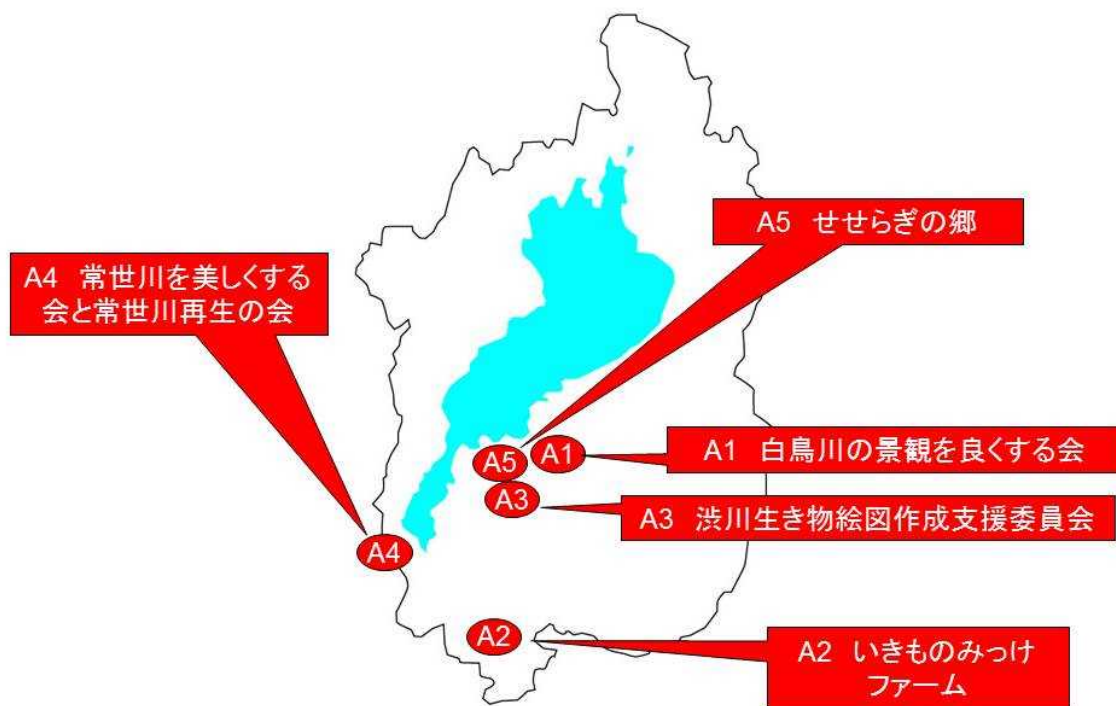 A5 せせらぎの郷
A4 常世川を美しくする
会と常世川再生の会
A5
A1
A1 白鳥川の景観を良くする会
A3
A3 渋川生き物絵図作成支援委員会
A4
A2
A2 いきものみっけ
ファーム